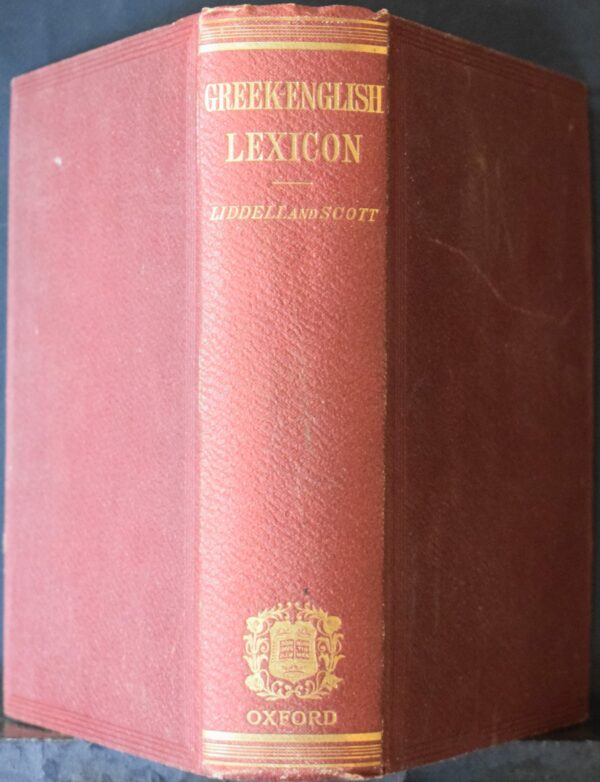 GREEK-ENGLISH
LEXICON
LIDDELL AND SCOTT
OXFORD